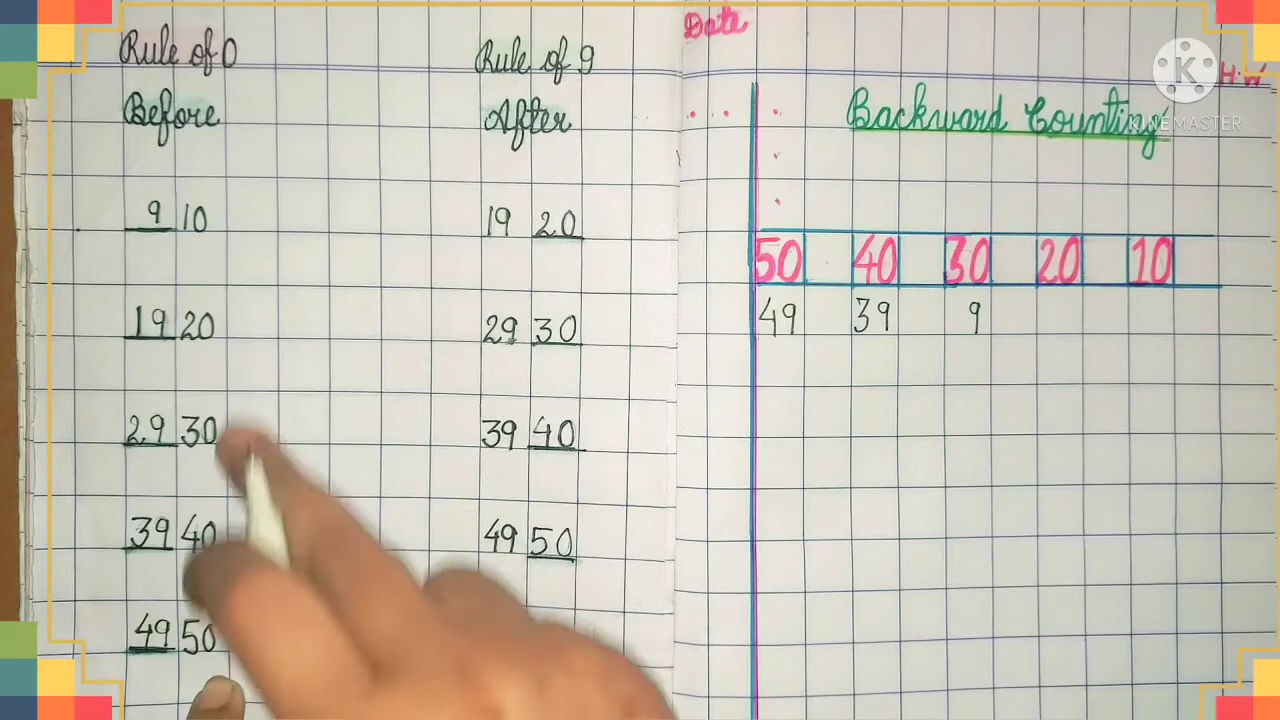 Rule of 0
Before
9 10
19 20
29 30
39 40
49 50
Rule of 9
After
19 20
29 30
39 40
49 50
Date
H.W
Backward Counting
50 40 30 20 10
49 39 9
K
KINEMASTER